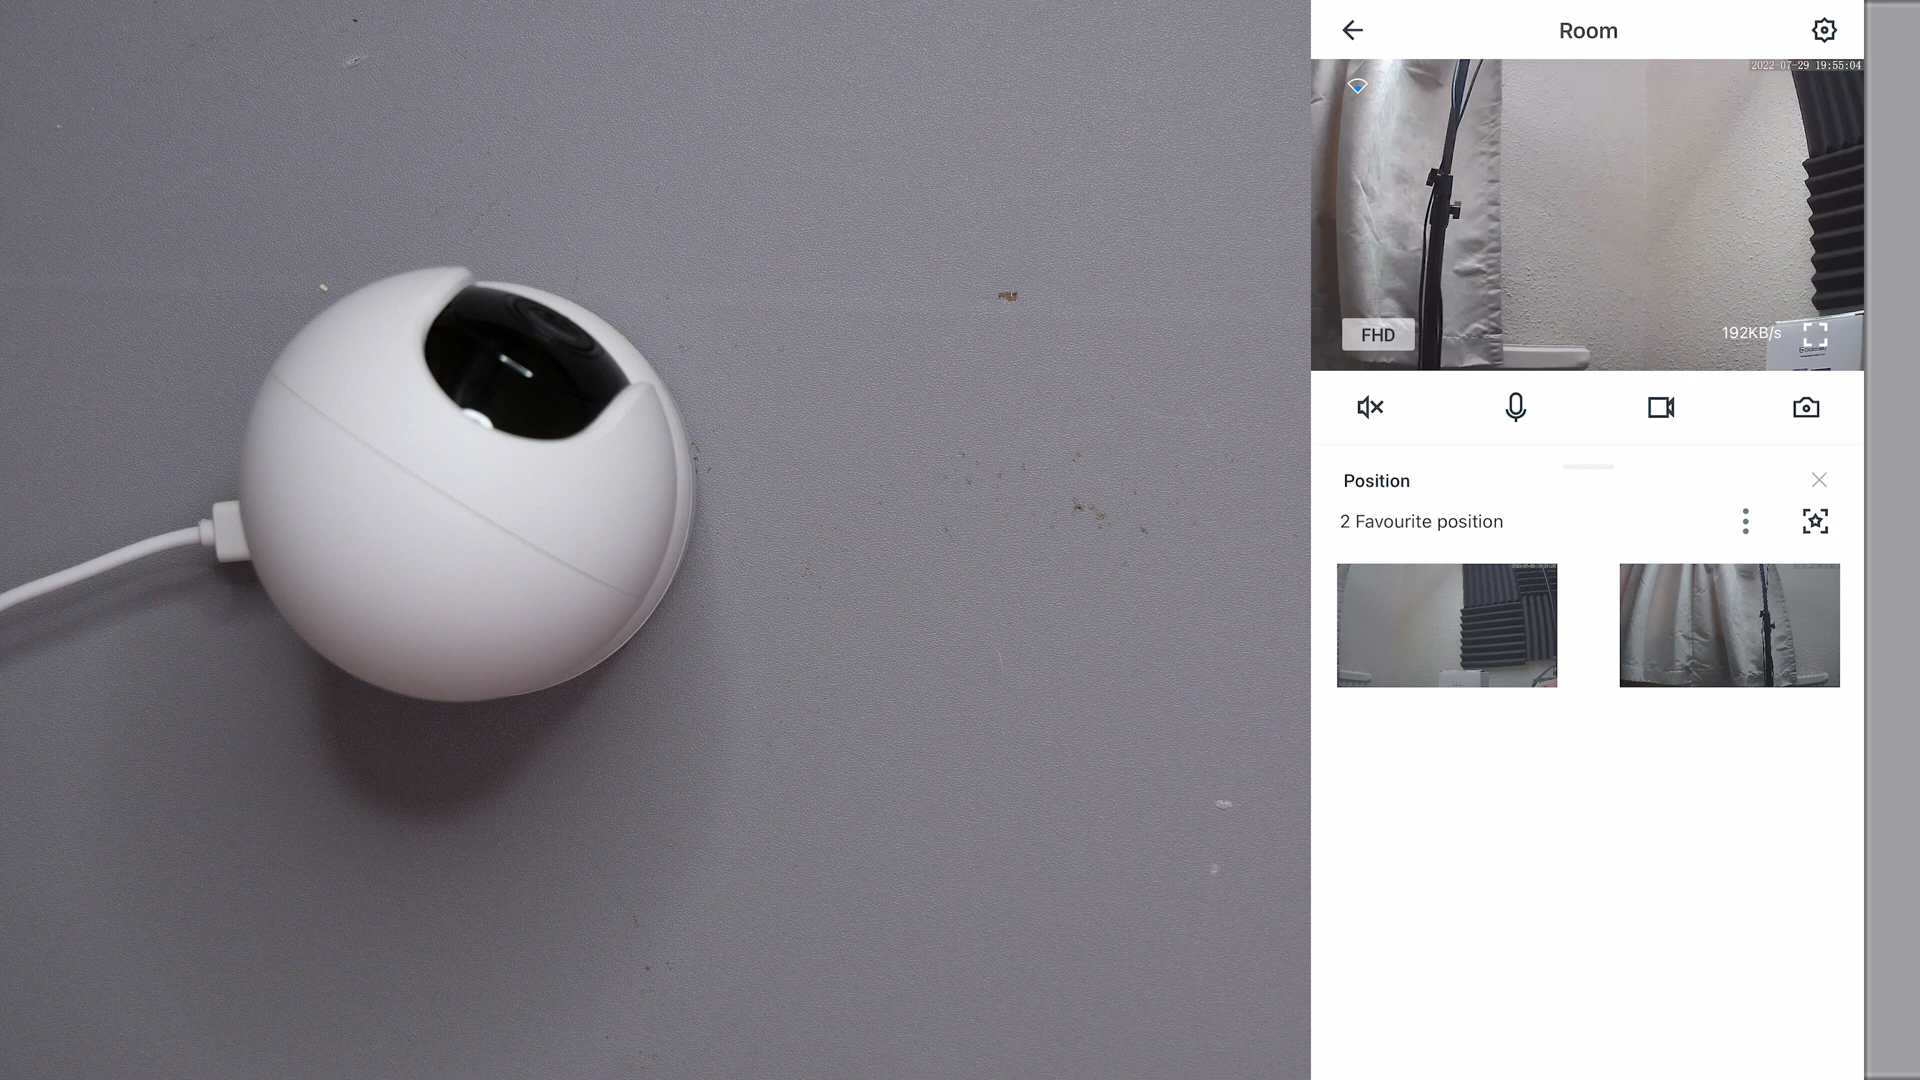 Room
2022-07-29 19:55:04
FHD
192KB/s
Position
2 Favourite position